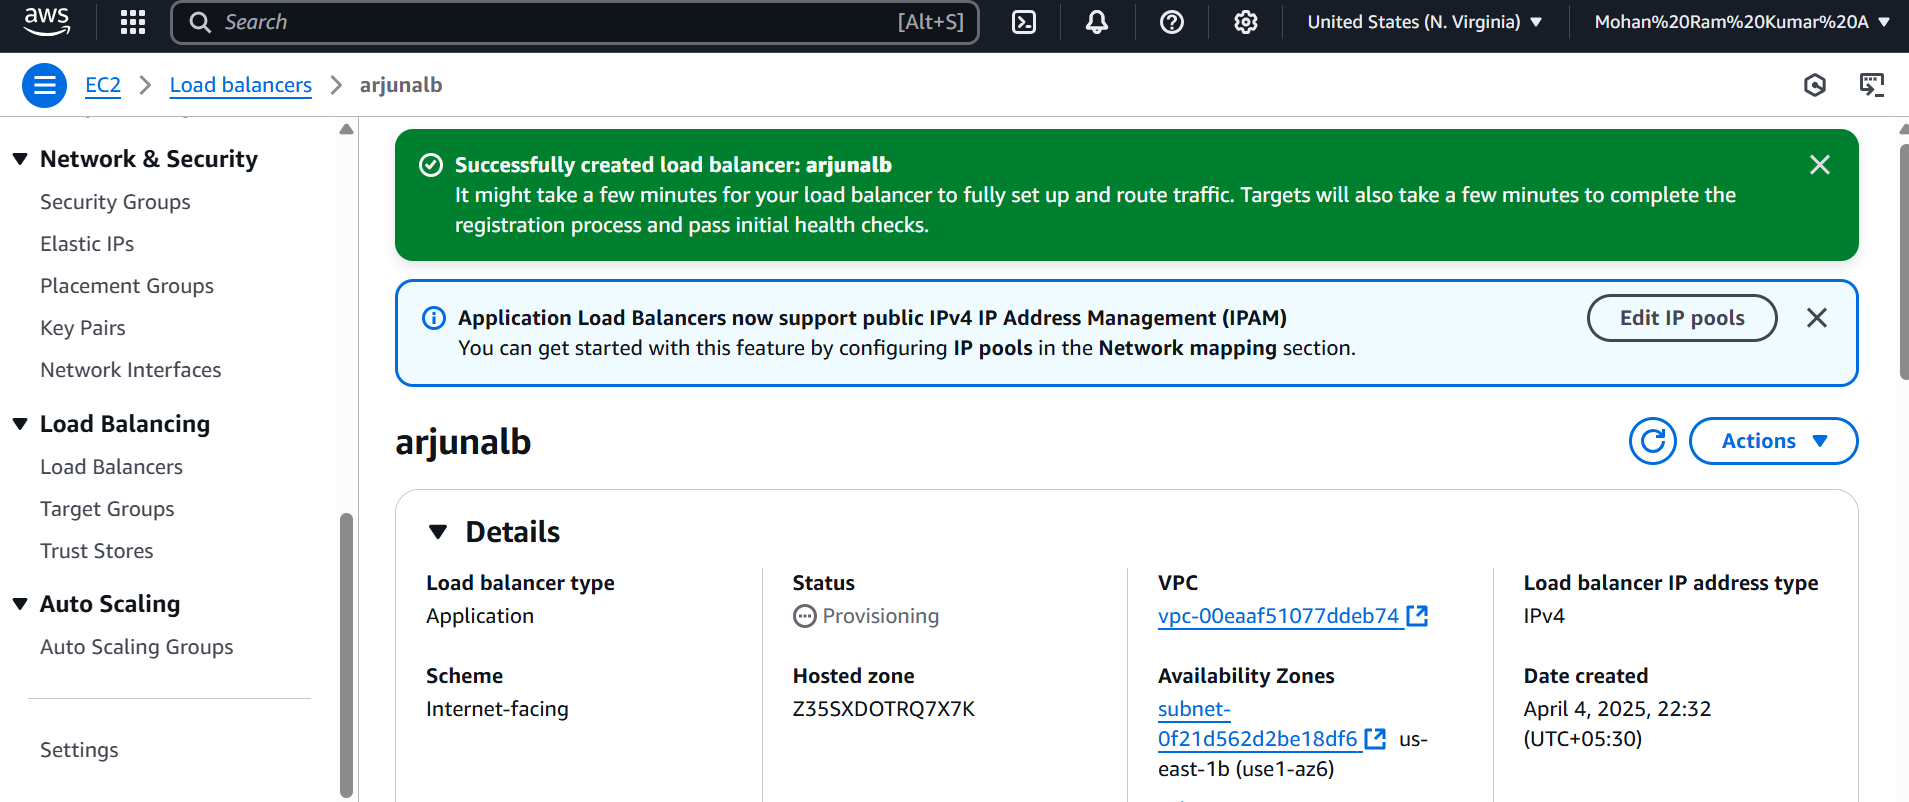 aws
Search
[Alt+S]
United States (N. Virginia)
Mohan%20Ram%20Kumar%20A
EC2
Load balancers
arjunalb
Network & Security
Security Groups
Elastic IPs
Placement Groups
Key Pairs
Network Interfaces
Load Balancing
Load Balancers
Target Groups
Trust Stores
Auto Scaling
Auto Scaling Groups
Settings
Successfully created load balancer: arjunalb
It might take a few minutes for your load balancer to fully set up and route traffic. Targets will also take a few minutes to complete the
registration process and pass initial health checks.
Application Load Balancers now support public IPv4 IP Address Management (IPAM)
You can get started with this feature by configuring IP pools in the Network mapping section.
Edit IP pools
arjunalb
Actions
Details
Load balancer type
Application
Status
Provisioning
VPC
vpc-00eaaf51077ddeb74
Load balancer IP address type
IPv4
Scheme
Internet-facing
Hosted zone
Z35SXDOTRQ7X7K
Availability Zones
subnet-
0f21d562d2be18df6 us-
east-1b (use1-az6)
Date created
April 4, 2025, 22:32
(UTC+05:30)